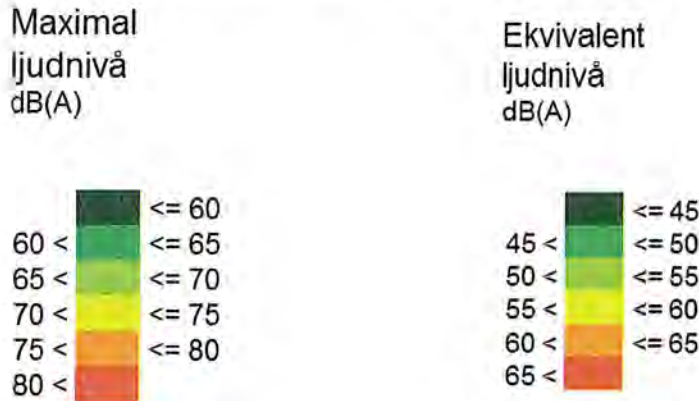 Maximal
ljudnivå
dB(A)
<= 60
60 < <= 65
65 < <= 70
70 < <= 75
75 < <= 80
80 <
Ekvivalent
ljudnivå
dB(A)
<= 45
45 < <= 50
50 < <= 55
55 < <= 60
60 < <= 65
65 <